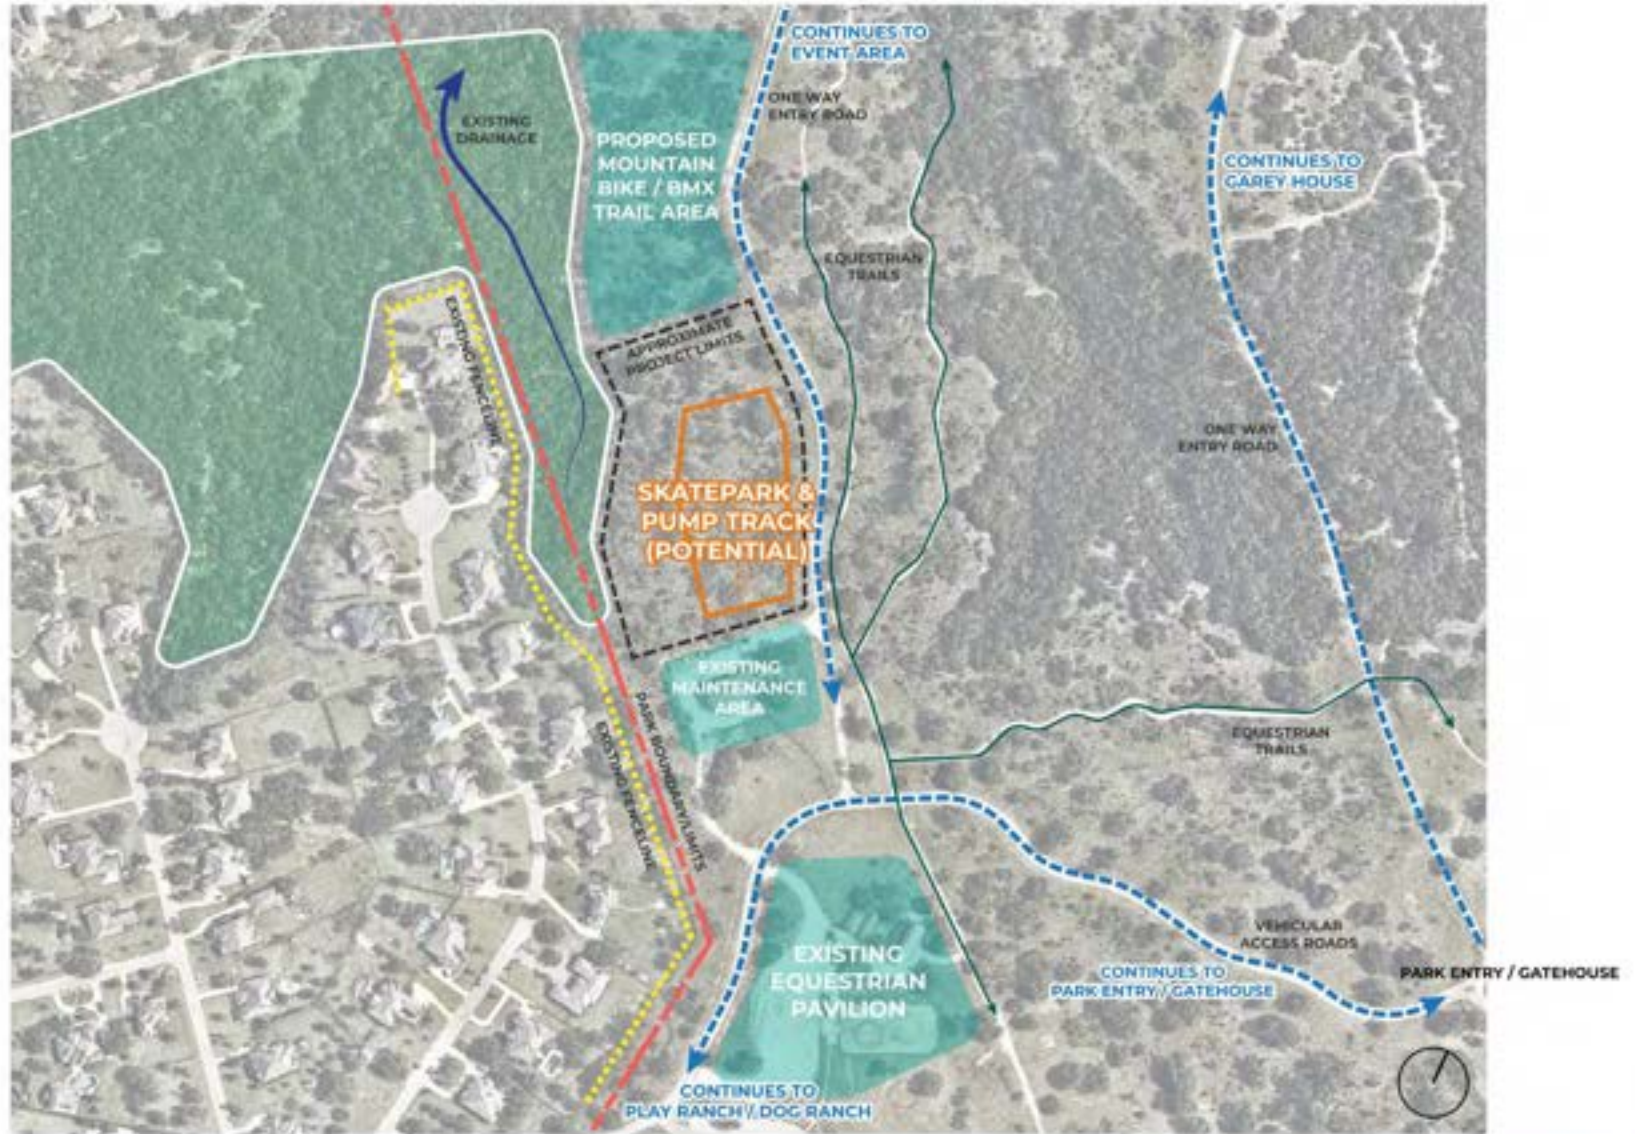 CONTINUES TO
EVENT AREA
ONE WAY
ENTRY ROAD
EXISTING
DRAINAGE
PROPOSED
MOUNTAIN
BIKE / BMX
TRAIL AREA
CONTINUES TO
GAREY HOUSE
EQUESTRIAN
TRAILS
EXISTING FENCELINE
APPROXIMATE
PROJECT LIMITS
ONE WAY
ENTRY ROAD
SKATEPARK &
PUMP TRACK
(POTENTIAL)
EXISTING
MAINTENANCE
AREA
PARK BOUNDARY/LIMITS
EXISTING FENCELINE
EQUESTRIAN
TRAILS
VEHICULAR
ACCESS ROADS
EXISTING
EQUESTRIAN
PAVILION
CONTINUES TO
PARK ENTRY / GATEHOUSE
PARK ENTRY / GATEHOUSE
CONTINUES TO
PLAY RANCH / DOG RANCH